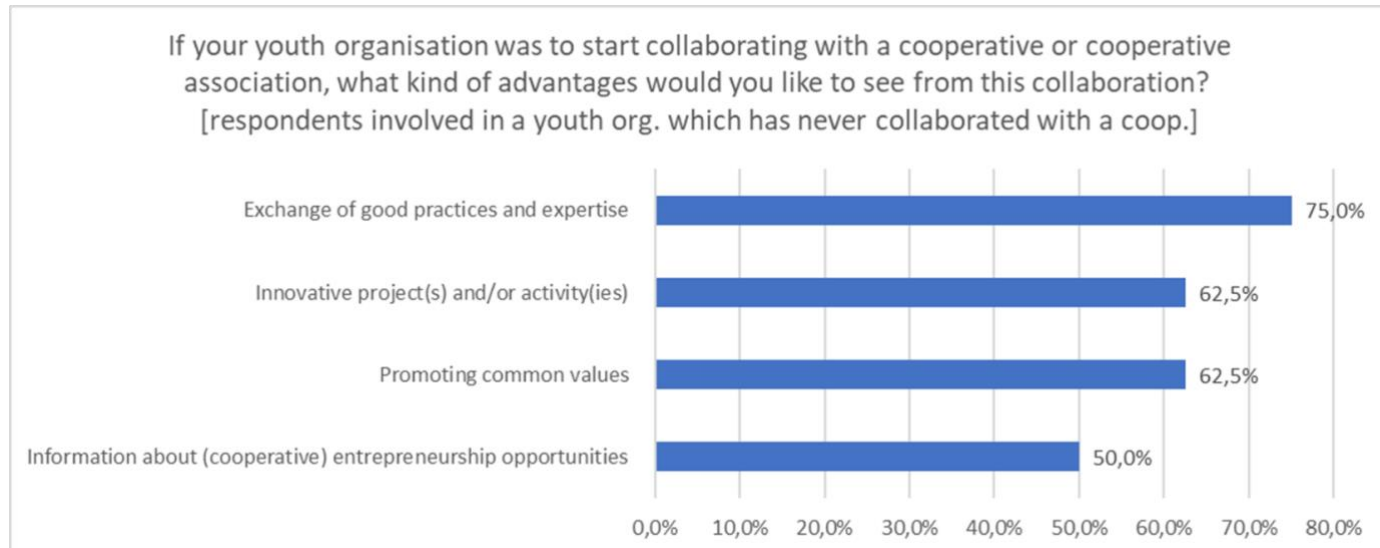 If your youth organisation was to start collaborating with a cooperative or cooperative
association, what kind of advantages would you like to see from this collaboration?
[respondents involved in a youth org. which has never collaborated with a coop.]
Exchange of good practices and expertise
75,0%
Innovative project(s) and/or activity(ies)
62,5%
Promoting common values
62,5%
Information about (cooperative) entrepreneurship opportunities
50,0%
0,0% 10,0% 20,0% 30,0% 40,0% 50,0% 60,0% 70,0% 80,0%